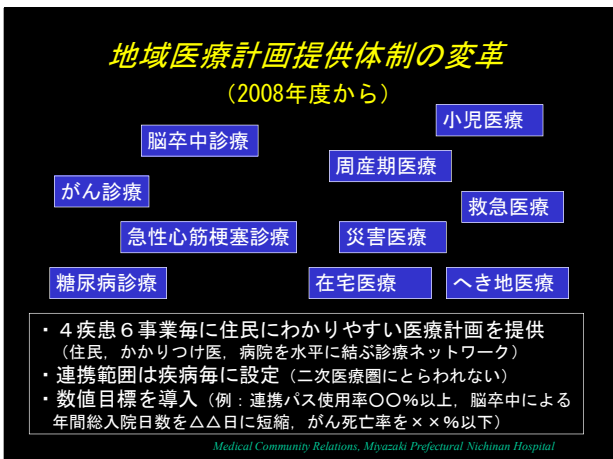 地域医療計画提供体制の変革
（2008年度から）
小児医療
脳卒中診療
周産期医療
がん診療
救急医療
急性心筋梗塞診療
災害医療
糖尿病診療
在宅医療
へき地医療
・４疾患６事業毎に住民にわかりやすい医療計画を提供
（住民，かかりつけ医，病院を水平に結ぶ診療ネットワーク）
・連携範囲は疾病毎に設定（二次医療圏にとらわれない）
・数値目標を導入（例：連携パス使用率〇〇％以上，脳卒中による
年間総入院日数を△△日に短縮，がん死亡率を××％以下）
Medical Community Relations, Miyazaki Prefectural Nichinan Hospital